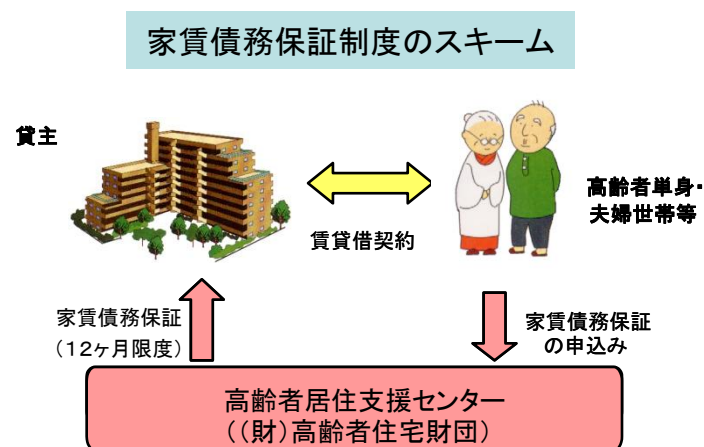 家賃債務保証制度のスキーム
貸主
高齢者単身・
夫婦世帯等
賃貸借契約
家賃債務保証
(12ヶ月限度)
家賃債務保証
の申込み
高齢者居住支援センター
((財)高齢者住宅財団)